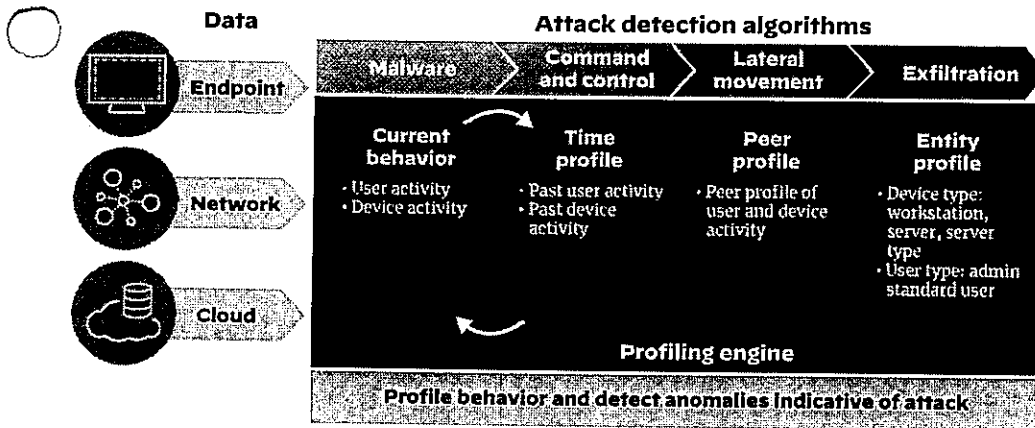 Data
Attack detection algorithms
Endpoint
Network
Cloud
Malware
Command
and control
Lateral
movement
Exfiltration
Current
behavior
• User activity
• Device activity
Time
profile
• Past user activity
• Past device
activity
Peer
profile
• Peer profile of
user and device
activity
Entity
profile
• Device type:
workstation,
server, server
type
• User type: admin
standard user
Profiling engine
Profile behavior and detect anomalies indicative of attack